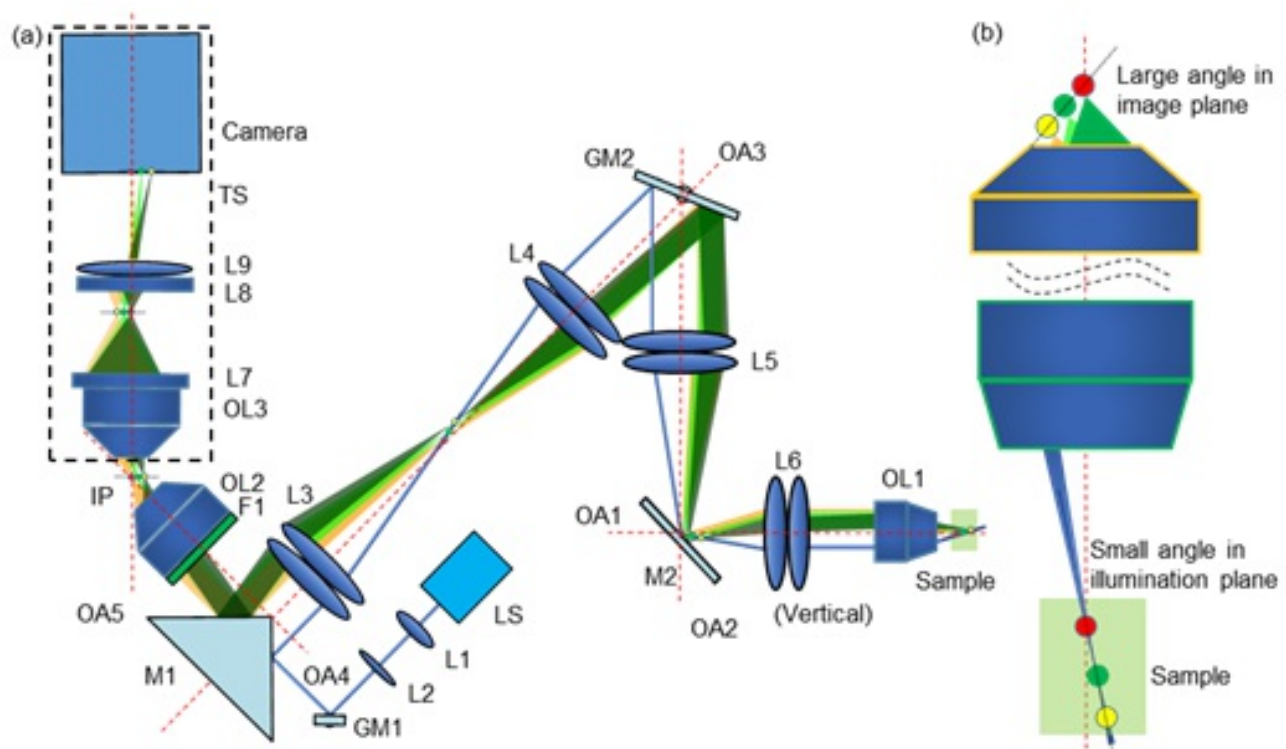 (a)
Camera
TS
L9
L8
L7
OL3
IP
OL2
F1
L3
L4
GM2
OA3
L5
L6
OL1
OA1
M2
Sample
(Vertical)
OA2
OA5
M1
OA4
LS
L1
L2
GM1
(b)
Large angle in
image plane
Small angle in
illumination plane
Sample